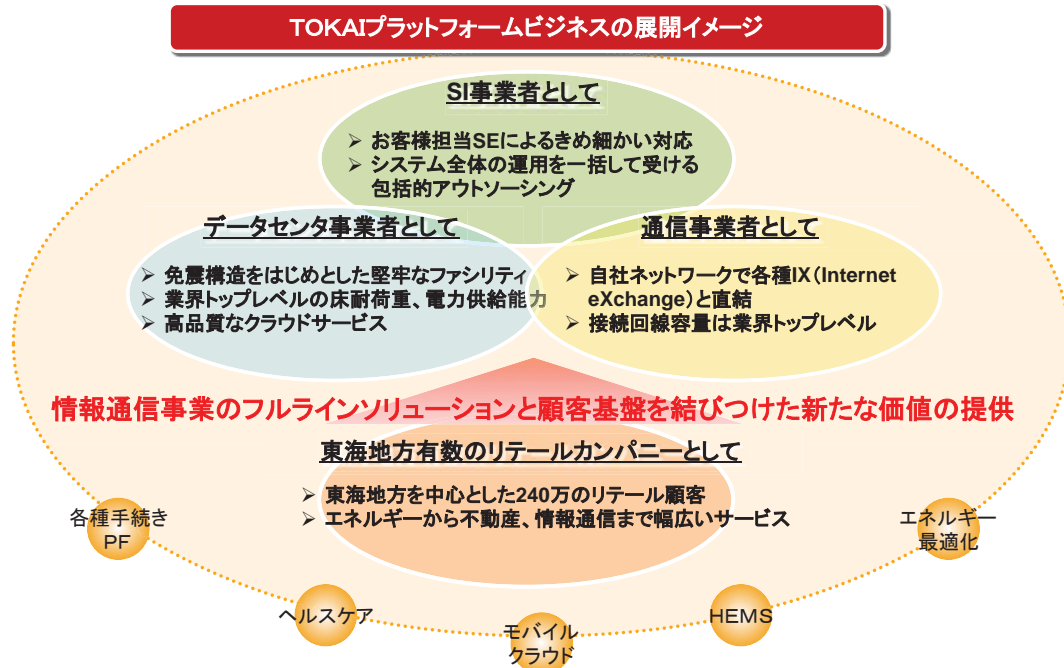 TOKAIプラットフォームビジネスの展開イメージ
SI事業者として
➢ お客様担当SEによるきめ細かい対応
➢ システム全体の運用を一括して受ける
包括的アウトソーシング
データセンタ事業者として
➢ 免震構造をはじめとした堅牢なファシリティ
➢ 業界トップレベルの床耐荷重、電力供給能力
➢ 高品質なクラウドサービス
通信事業者として
➢ 自社ネットワークで各種IX(Internet
eXchange)と直結
➢ 接続回線容量は業界トップレベル
情報通信事業のフルラインソリューションと顧客基盤を結びつけた新たな価値の提供
東海地方有数のリテールカンパニーとして
➢ 東海地方を中心とした240万のリテール顧客
➢ エネルギーから不動産、情報通信まで幅広いサービス
各種手続き
PF
ヘルスケア
モバイル
クラウド
HEMS
エネルギー
最適化